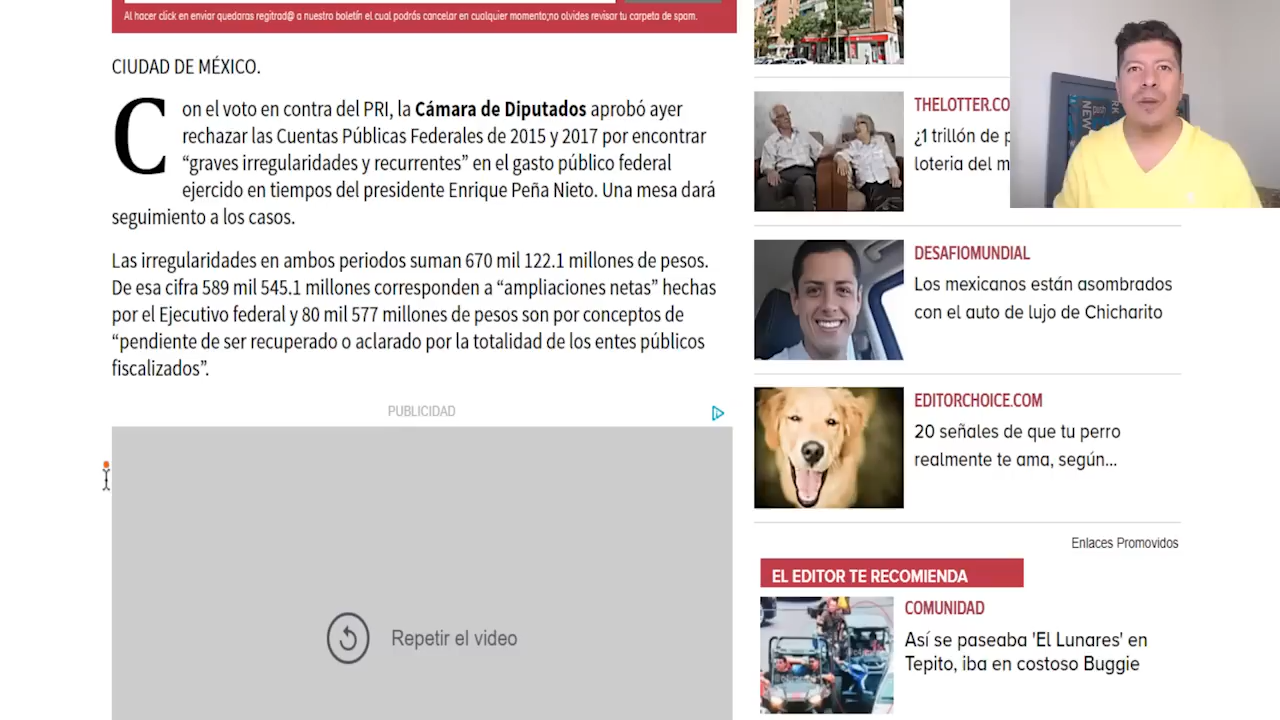 Al hacer click en enviar quedaras regitrad@ a nuestro boletín el cual podrás cancelar en cualquier momento;no olvides revisar tu carpeta de spam.
CIUDAD DE MÉXICO.
Con el voto en contra del PRI, la Cámara de Diputados aprobó ayer
rechazar las Cuentas Públicas Federales de 2015 y 2017 por encontrar
“graves irregularidades y recurrentes” en el gasto público federal
ejercido en tiempos del presidente Enrique Peña Nieto. Una mesa dará
seguimiento a los casos.
Las irregularidades en ambos periodos suman 670 mil 122.1 millones de pesos.
De esa cifra 589 mil 545.1 millones corresponden a “ampliaciones netas” hechas
por el Ejecutivo federal y 80 mil 577 millones de pesos son por conceptos de
“pendiente de ser recuperado o aclarado por la totalidad de los entes públicos
fiscalizados”.
PUBLICIDAD
Repetir el video
THELOTTER.CO
¿1 trillón de p
loteria del m
DESAFIOMUNDIAL
Los mexicanos están asombrados
con el auto de lujo de Chicharito
EDITORCHOICE.COM
20 señales de que tu perro
realmente te ama, según...
Enlaces Promovidos
EL EDITOR TE RECOMIENDA
COMUNIDAD
Así se paseaba 'El Lunares' en
Tepito, iba en costoso Buggie